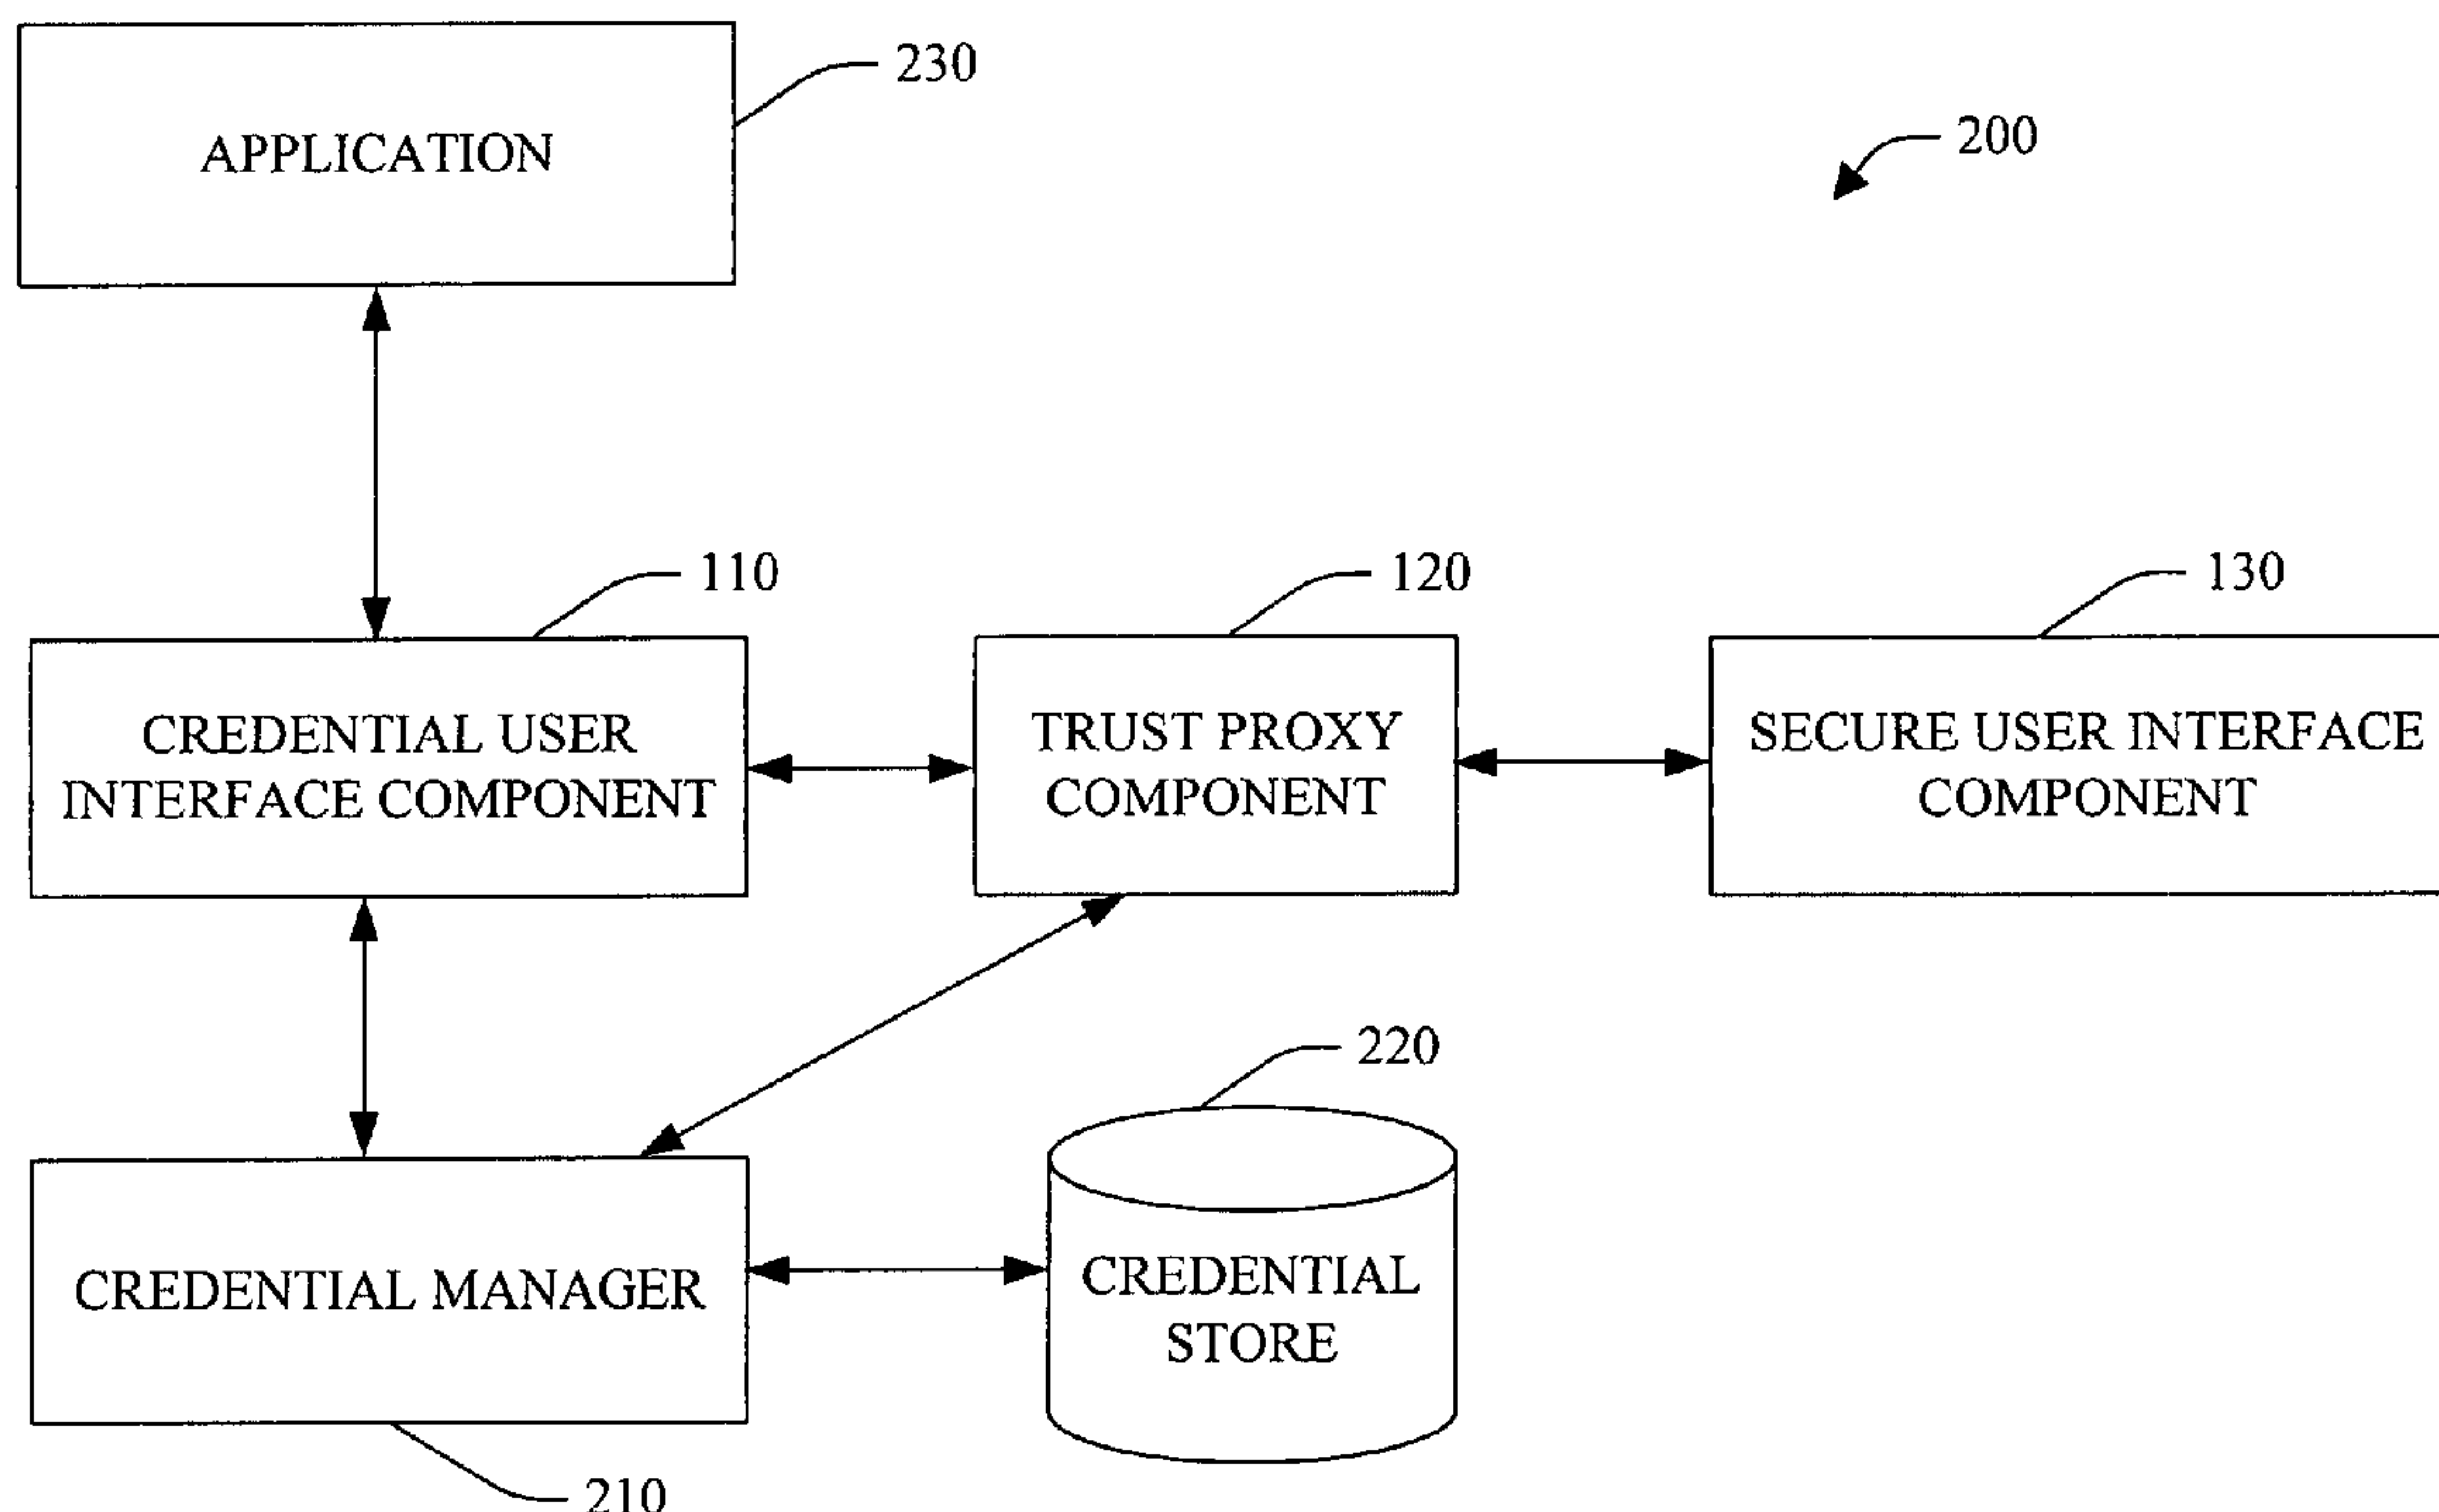 230
APPLICATION
200
110
120
130
CREDENTIAL USER
INTERFACE COMPONENT
TRUST PROXY
COMPONENT
SECURE USER INTERFACE
COMPONENT
220
CREDENTIAL MANAGER
CREDENTIAL
STORE
210